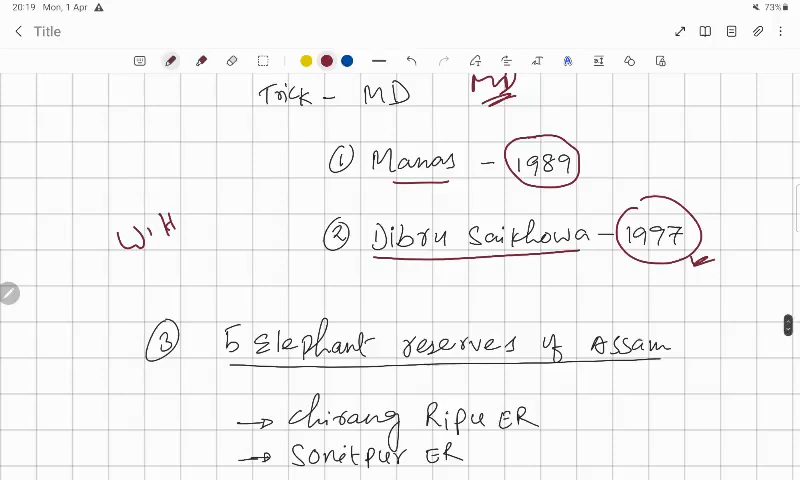 20:19 Mon, 1 Apr
73%
Title
Trick - MD MD
① Manas - 1989
② Dibru Saikhowa - 1997
W.H
③ 5 Elephant reserves of Assam
→ Chirang Ripu ER
→ Sonitpur ER